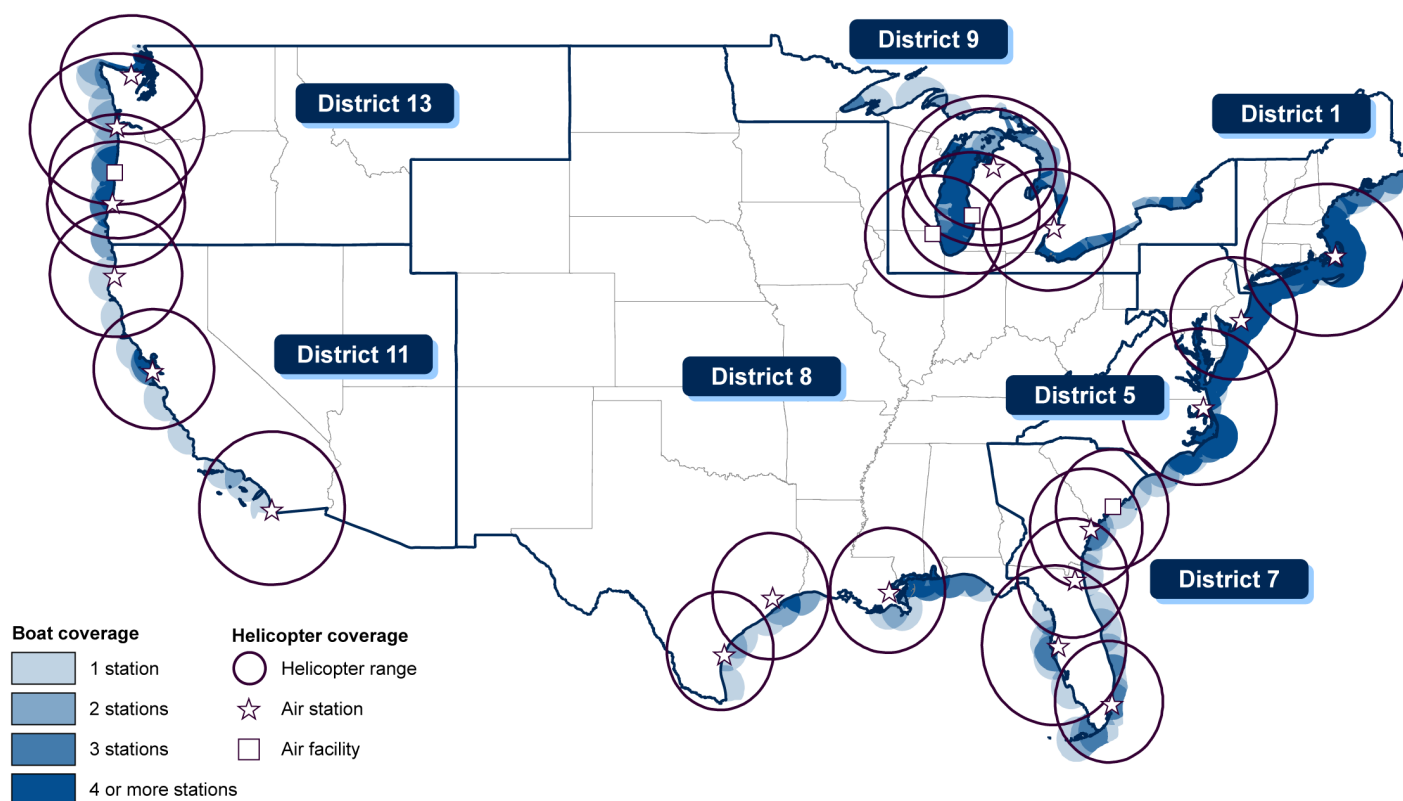 District 9
District 13
District 1
District 11
District 8
District 5
District 7
Boat coverage
1 station
2 stations
3 stations
4 or more stations
Helicopter coverage
Helicopter range
Air station
Air facility